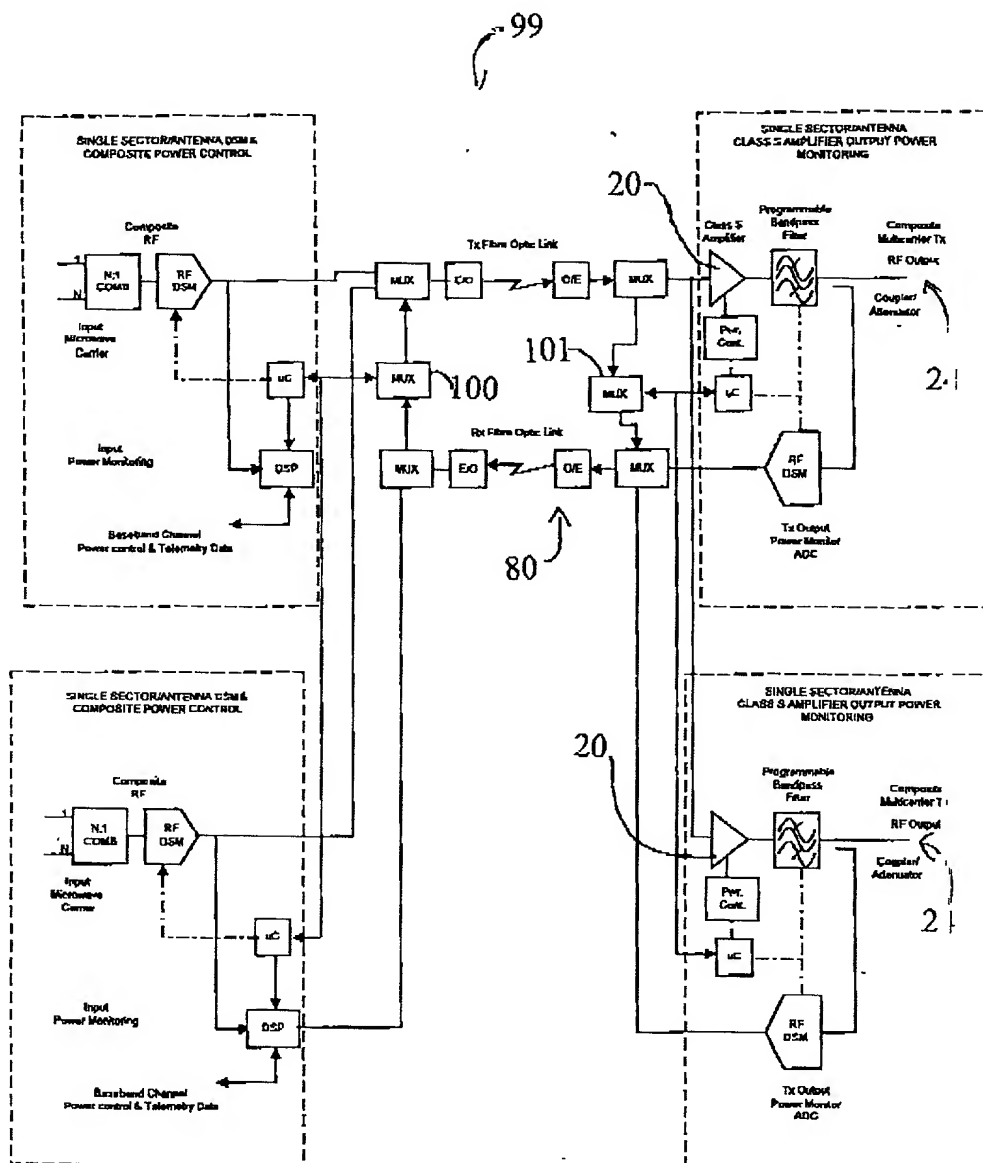 99
SINGLE SECTOR/ANTENNA DSM &
COMPOSITE POWER CONTROL
Composite
RF
1
N
N:1
COMB
RF
DSM
Input
Microwave
Carrier
uC
Input
Power Monitoring
DSP
Baseband Channel
Power control & Telemetry Data
Tx Fibre Optic Link
MUX
E/O
O/E
MUX
MUX
100
101
MUX
Rx Fibre Optic Link
MUX
E/O
O/E
MUX
80
SINGLE SECTOR/ANTENNA
CLASS S AMPLIFIER OUTPUT POWER
MONITORING
20
Class S
Amplifier
Programmable
Bandpass
Filter
Composite
Multicarrier Tx
RF Output
Coupler/
Attenuator
Pwr.
Cont.
uC
2
RF
DSM
Tx Output
Power Monitor
ADC
SINGLE SECTOR/ANTENNA DSM &
COMPOSITE POWER CONTROL
Composite
RF
1
N
N:1
COMB
RF
DSM
Input
Microwave
Carrier
uC
Input
Power Monitoring
DSP
Baseband Channel
Power control & Telemetry Data
SINGLE SECTOR/ANTENNA
CLASS S AMPLIFIER OUTPUT POWER
MONITORING
20
Programmable
Bandpass
Filter
Composite
Multicarrier T
RF Output
Coupler/
Attenuator
Pwr.
Cont.
uC
2
RF
DSM
Tx Output
Power Monitor
ADC